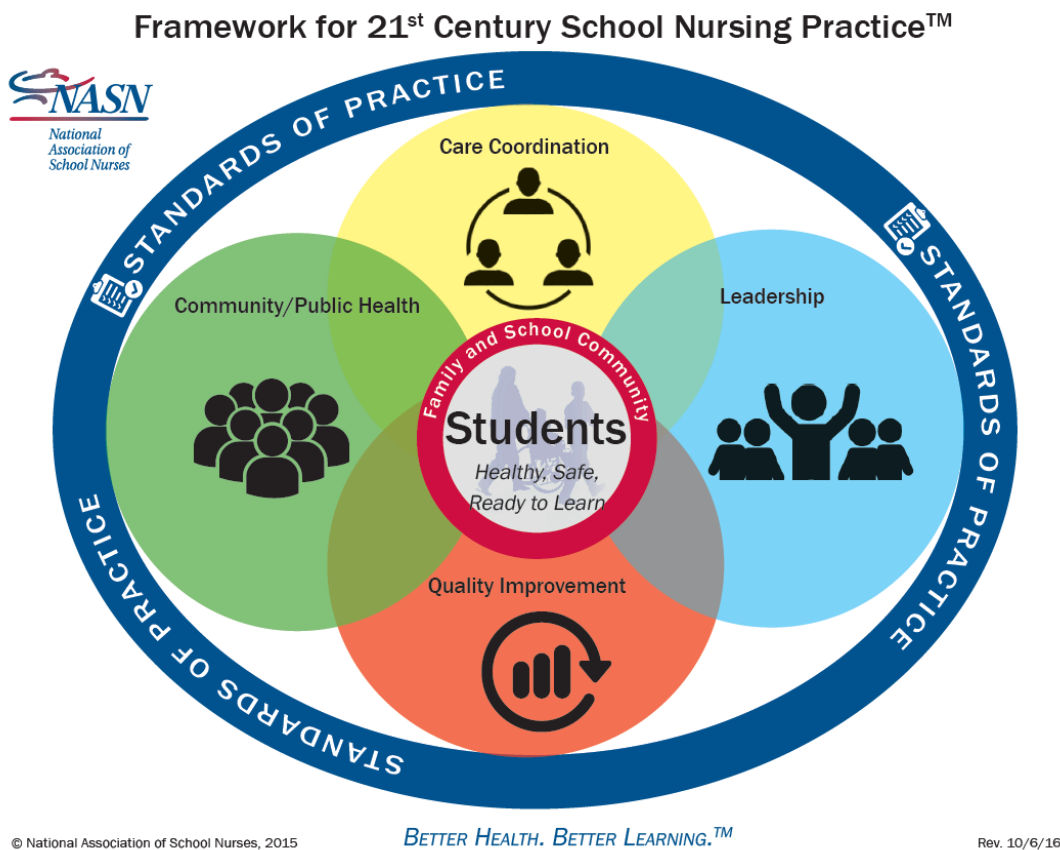 Framework for 21st Century School Nursing Practice™
NASN
National
Association of
School Nurses
STANDARDS OF PRACTICE
STANDARDS OF PRACTICE
STANDARDS OF PRACTICE
Care Coordination
Community/Public Health
Leadership
Family and School Community
Students
Healthy, Safe,
Ready to Learn
Quality Improvement
© National Association of School Nurses, 2015
BETTER HEALTH. BETTER LEARNING.™
Rev. 10/6/16